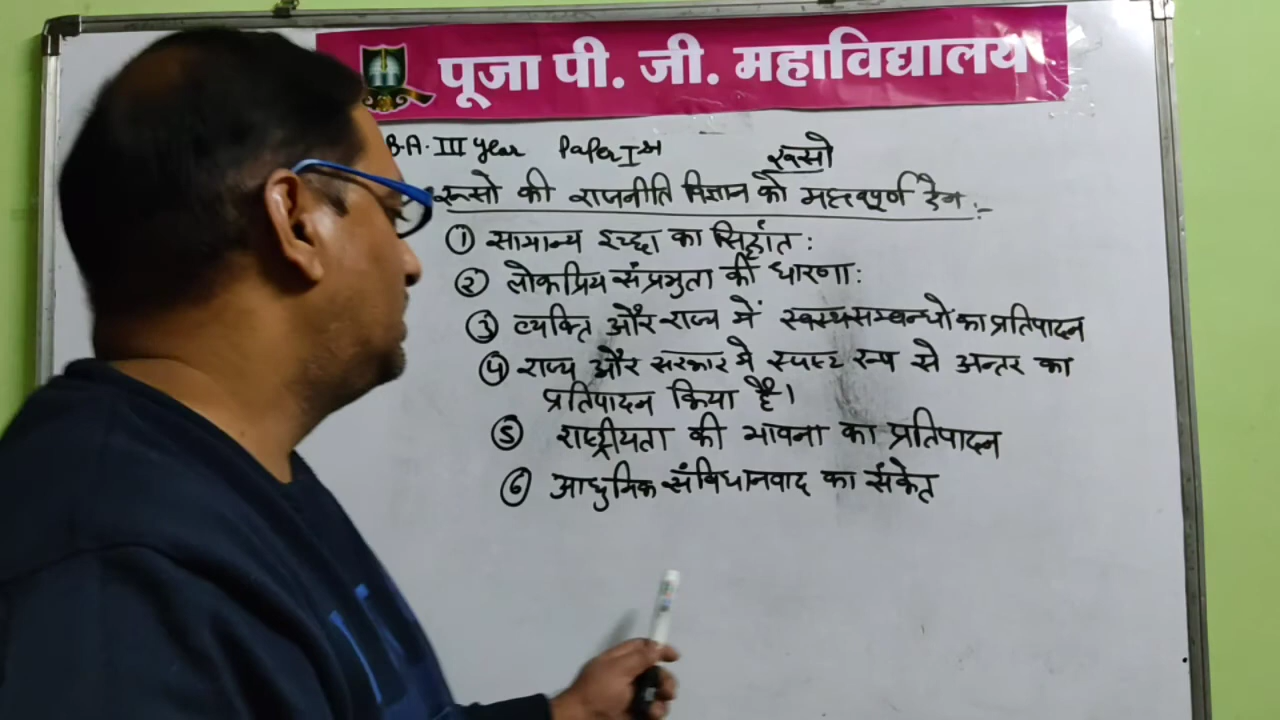 पूजा पी. जी. महाविद्यालय
B.A. III year Paper I
रूसो
रूसो की राजनीति विज्ञान को महत्वपूर्ण देन :-
① सामान्य इच्छा का सिद्धांत :
② लोकप्रिय संप्रभुता की धारणा :
③ व्यक्ति और राज्य में स्वस्थ सम्बन्धो का प्रतिपादन
④ राज्य और सरकार मे स्पष्ट रूप से अन्तर का
प्रतिपादन किया है।
⑤ राष्ट्रीयता की भावना का प्रतिपादन
⑥ आधुनिक संविधानवाद का संकेत